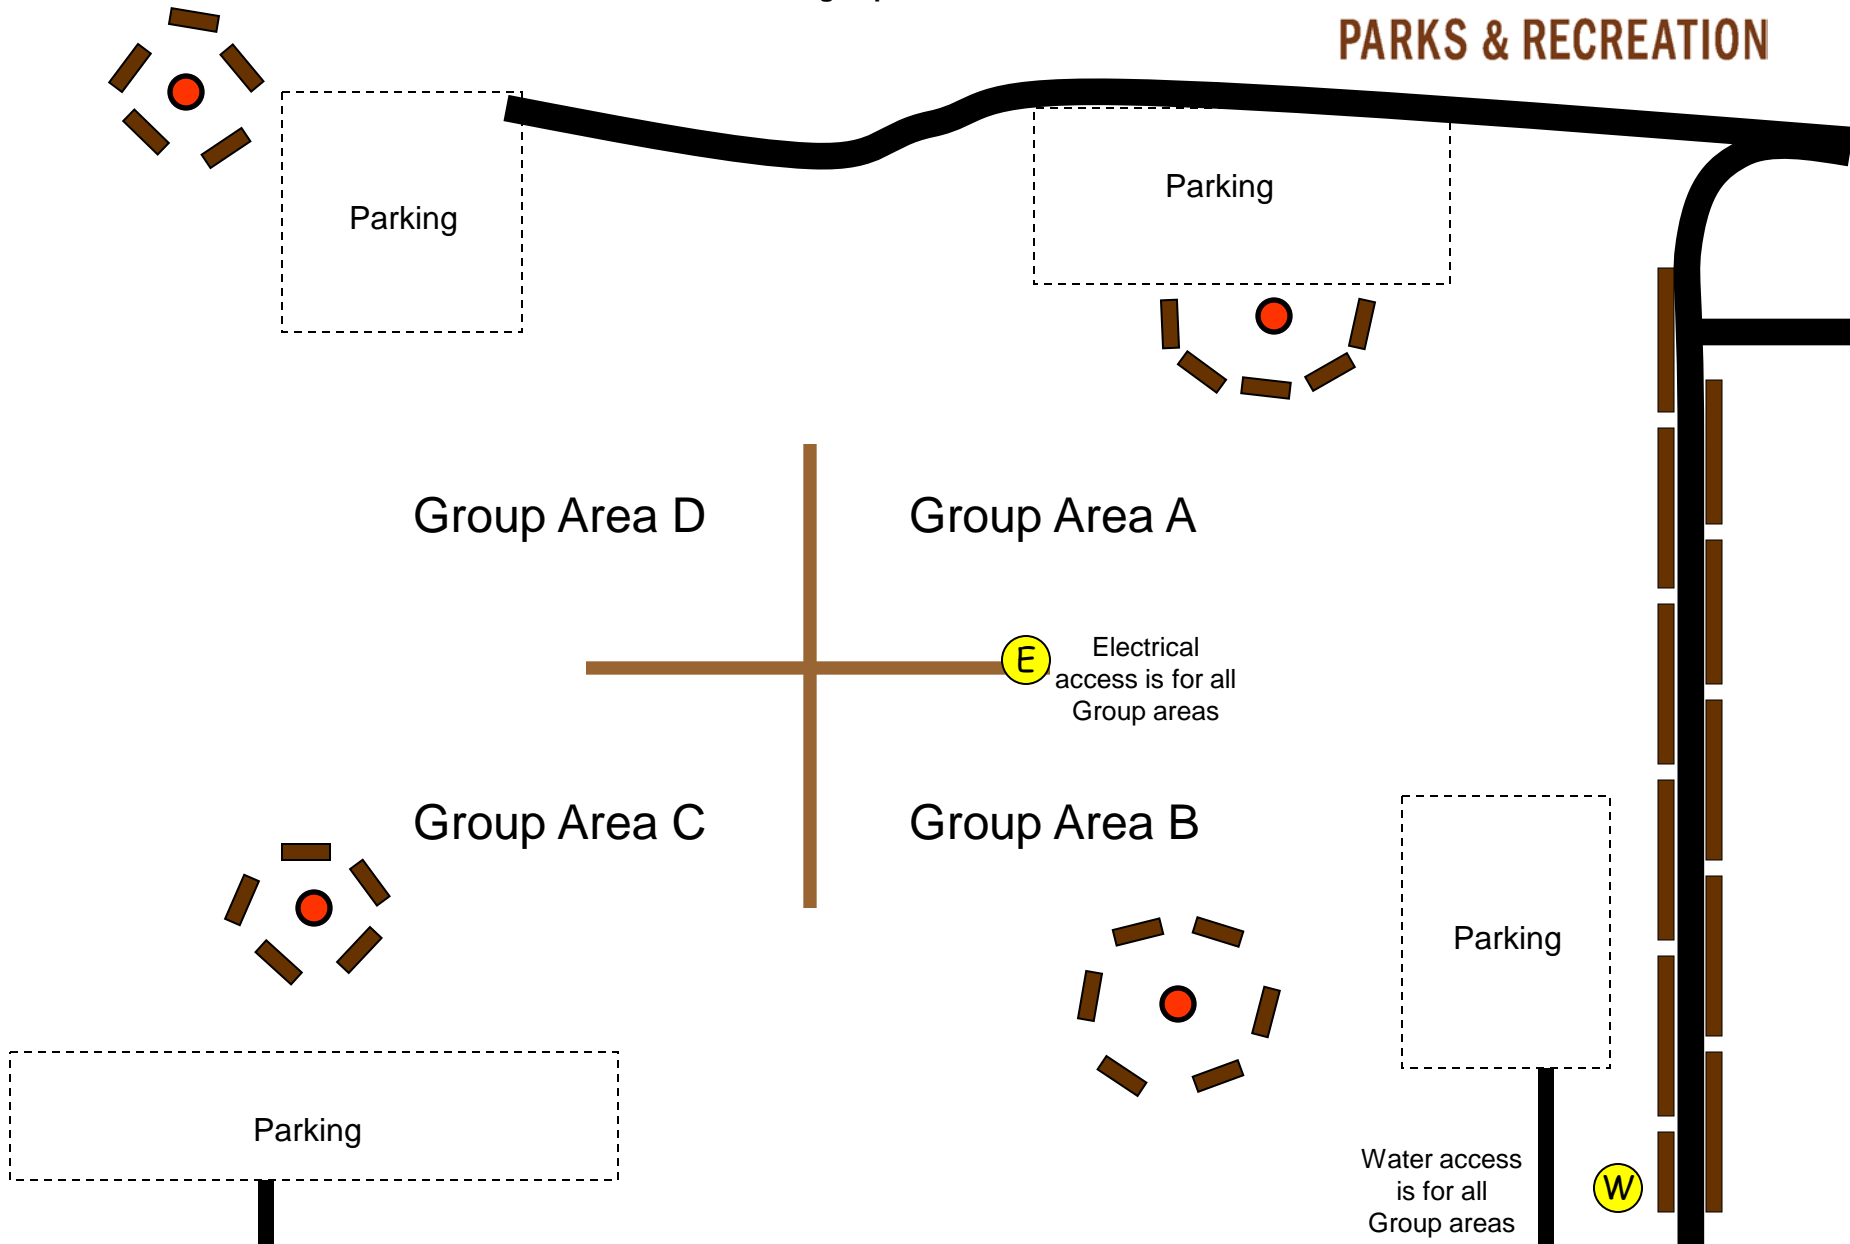 PARKS & RECREATION
Parking
Parking
Group Area D
Group Area A
E
Electrical
access is for all
Group areas
Group Area C
Group Area B
Parking
Parking
Water access
is for all
Group areas
W